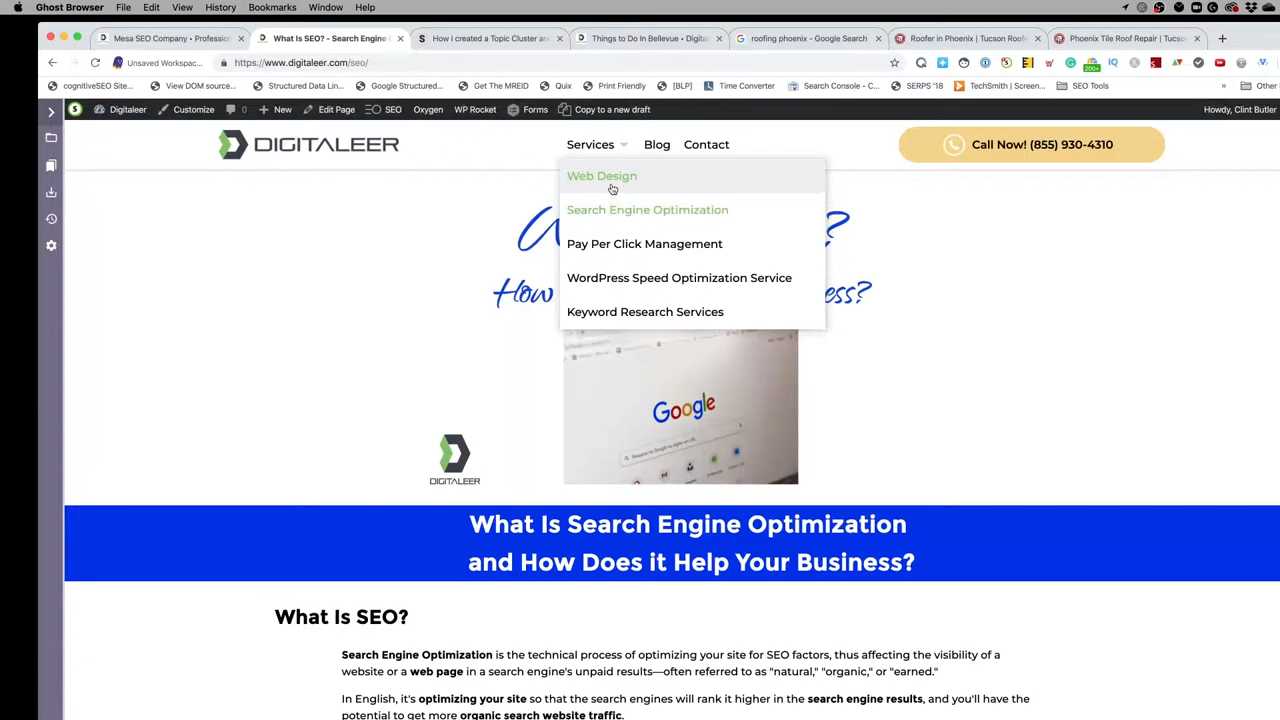 Ghost Browser File Edit View History Bookmarks Window Help
Mesa SEO Company • Profession
What Is SEO? - Search Engine O
How I created a Topic Cluster an
Things to Do In Bellevue • Digital
roofing phoenix - Google Search
Roofer in Phoenix | Tucson Roofe
Phoenix Tile Roof Repair | Tucso
Unsaved Workspac...
https://www.digitaleer.com/seo/
cognitiveSEO Site...
View DOM source...
Structured Data Lin...
Google Structured...
Get The MREID
Quix
Print Friendly
[BLP]
Time Converter
Search Console - C...
SERPS '18
TechSmith | Screen...
SEO Tools
Other
Digitaleer Customize 0 New Edit Page SEO Oxygen WP Rocket Forms Copy to a new draft
Howdy, Clint Butler
DIGITALEER
Services Blog Contact
Call Now! (855) 930-4310
Web Design
Search Engine Optimization
Pay Per Click Management
WordPress Speed Optimization Service
Keyword Research Services
W ?
How ess?
Google
DIGITALEER
What Is Search Engine Optimization
and How Does it Help Your Business?
What Is SEO?
Search Engine Optimization is the technical process of optimizing your site for SEO factors, thus affecting the visibility of a
website or a web page in a search engine's unpaid results—often referred to as "natural," "organic," or "earned."
In English, it's optimizing your site so that the search engines will rank it higher in the search engine results, and you'll have the
potential to get more organic search website traffic.